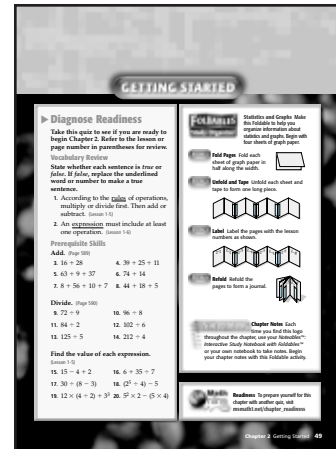 GETTING STARTED
Diagnose Readiness
Take this quiz to see if you are ready to
begin Chapter 2. Refer to the lesson or
page number in parentheses for review.
Vocabulary Review
State whether each sentence is true or
false. If false, replace the underlined
word or number to make a true
sentence.
1. According to the rules of operations,
multiply or divide first. Then add or
subtract. (Lesson 1-5)
2. An expression must include at least
one operation. (Lesson 1-6)
Prerequisite Skills
Add. (Page 589)
3. 16 + 28 4. 39 + 25 + 11
5. 63 + 9 + 37 6. 74 + 14
7. 8 + 56 + 10 + 7 8. 44 + 18 + 5
Divide. (Page 590)
9. 72 ÷ 9 10. 96 ÷ 8
11. 84 ÷ 2 12. 102 ÷ 6
13. 125 ÷ 5 14. 212 ÷ 4
Find the value of each expression.
(Lesson 1-5)
15. 15 − 4 + 2 16. 6 + 35 ÷ 7
17. 30 ÷ (8 − 3) 18. (2⁵ ÷ 4) − 5
19. 12 × (4 ÷ 2) + 3³ 20. 5² × 2 − (5 × 4)
FOLDABLES
Study Organizer
Statistics and Graphs Make
this Foldable to help you
organize information about
statistics and graphs. Begin with
four sheets of graph paper.
Fold Pages Fold each
sheet of graph paper in
half along the width.
Unfold and Tape Unfold each sheet and
tape to form one long piece.
Label Label the pages with the lesson
numbers as shown.
Refold Refold the
pages to form a journal.
Chapter Notes Each
time you find this logo
throughout the chapter, use your Noteables™:
Interactive Study Notebook with Foldables™
or your own notebook to take notes. Begin
your chapter notes with this Foldable activity.
Math
Readiness To prepare yourself for this
chapter with another quiz, visit
msmath1.net/chapter_readiness
Chapter 2 Getting Started 49